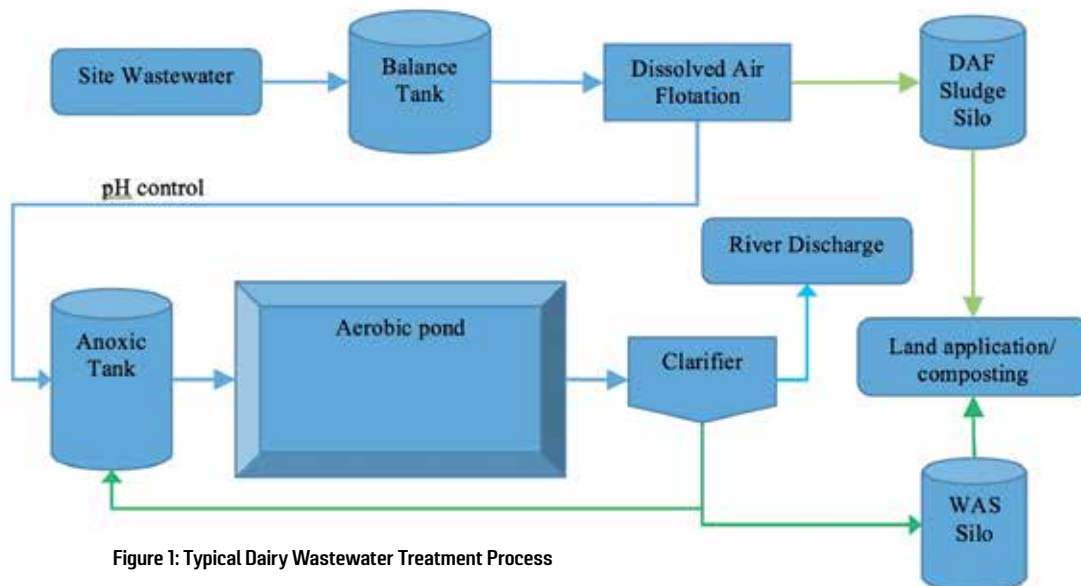 Site Wastewater
Balance
Tank
Dissolved Air
Flotation
DAF
Sludge
Silo
pH control
River Discharge
Anoxic
Tank
Aerobic pond
Clarifier
Land application/
composting
WAS
Silo
Figure 1: Typical Dairy Wastewater Treatment Process